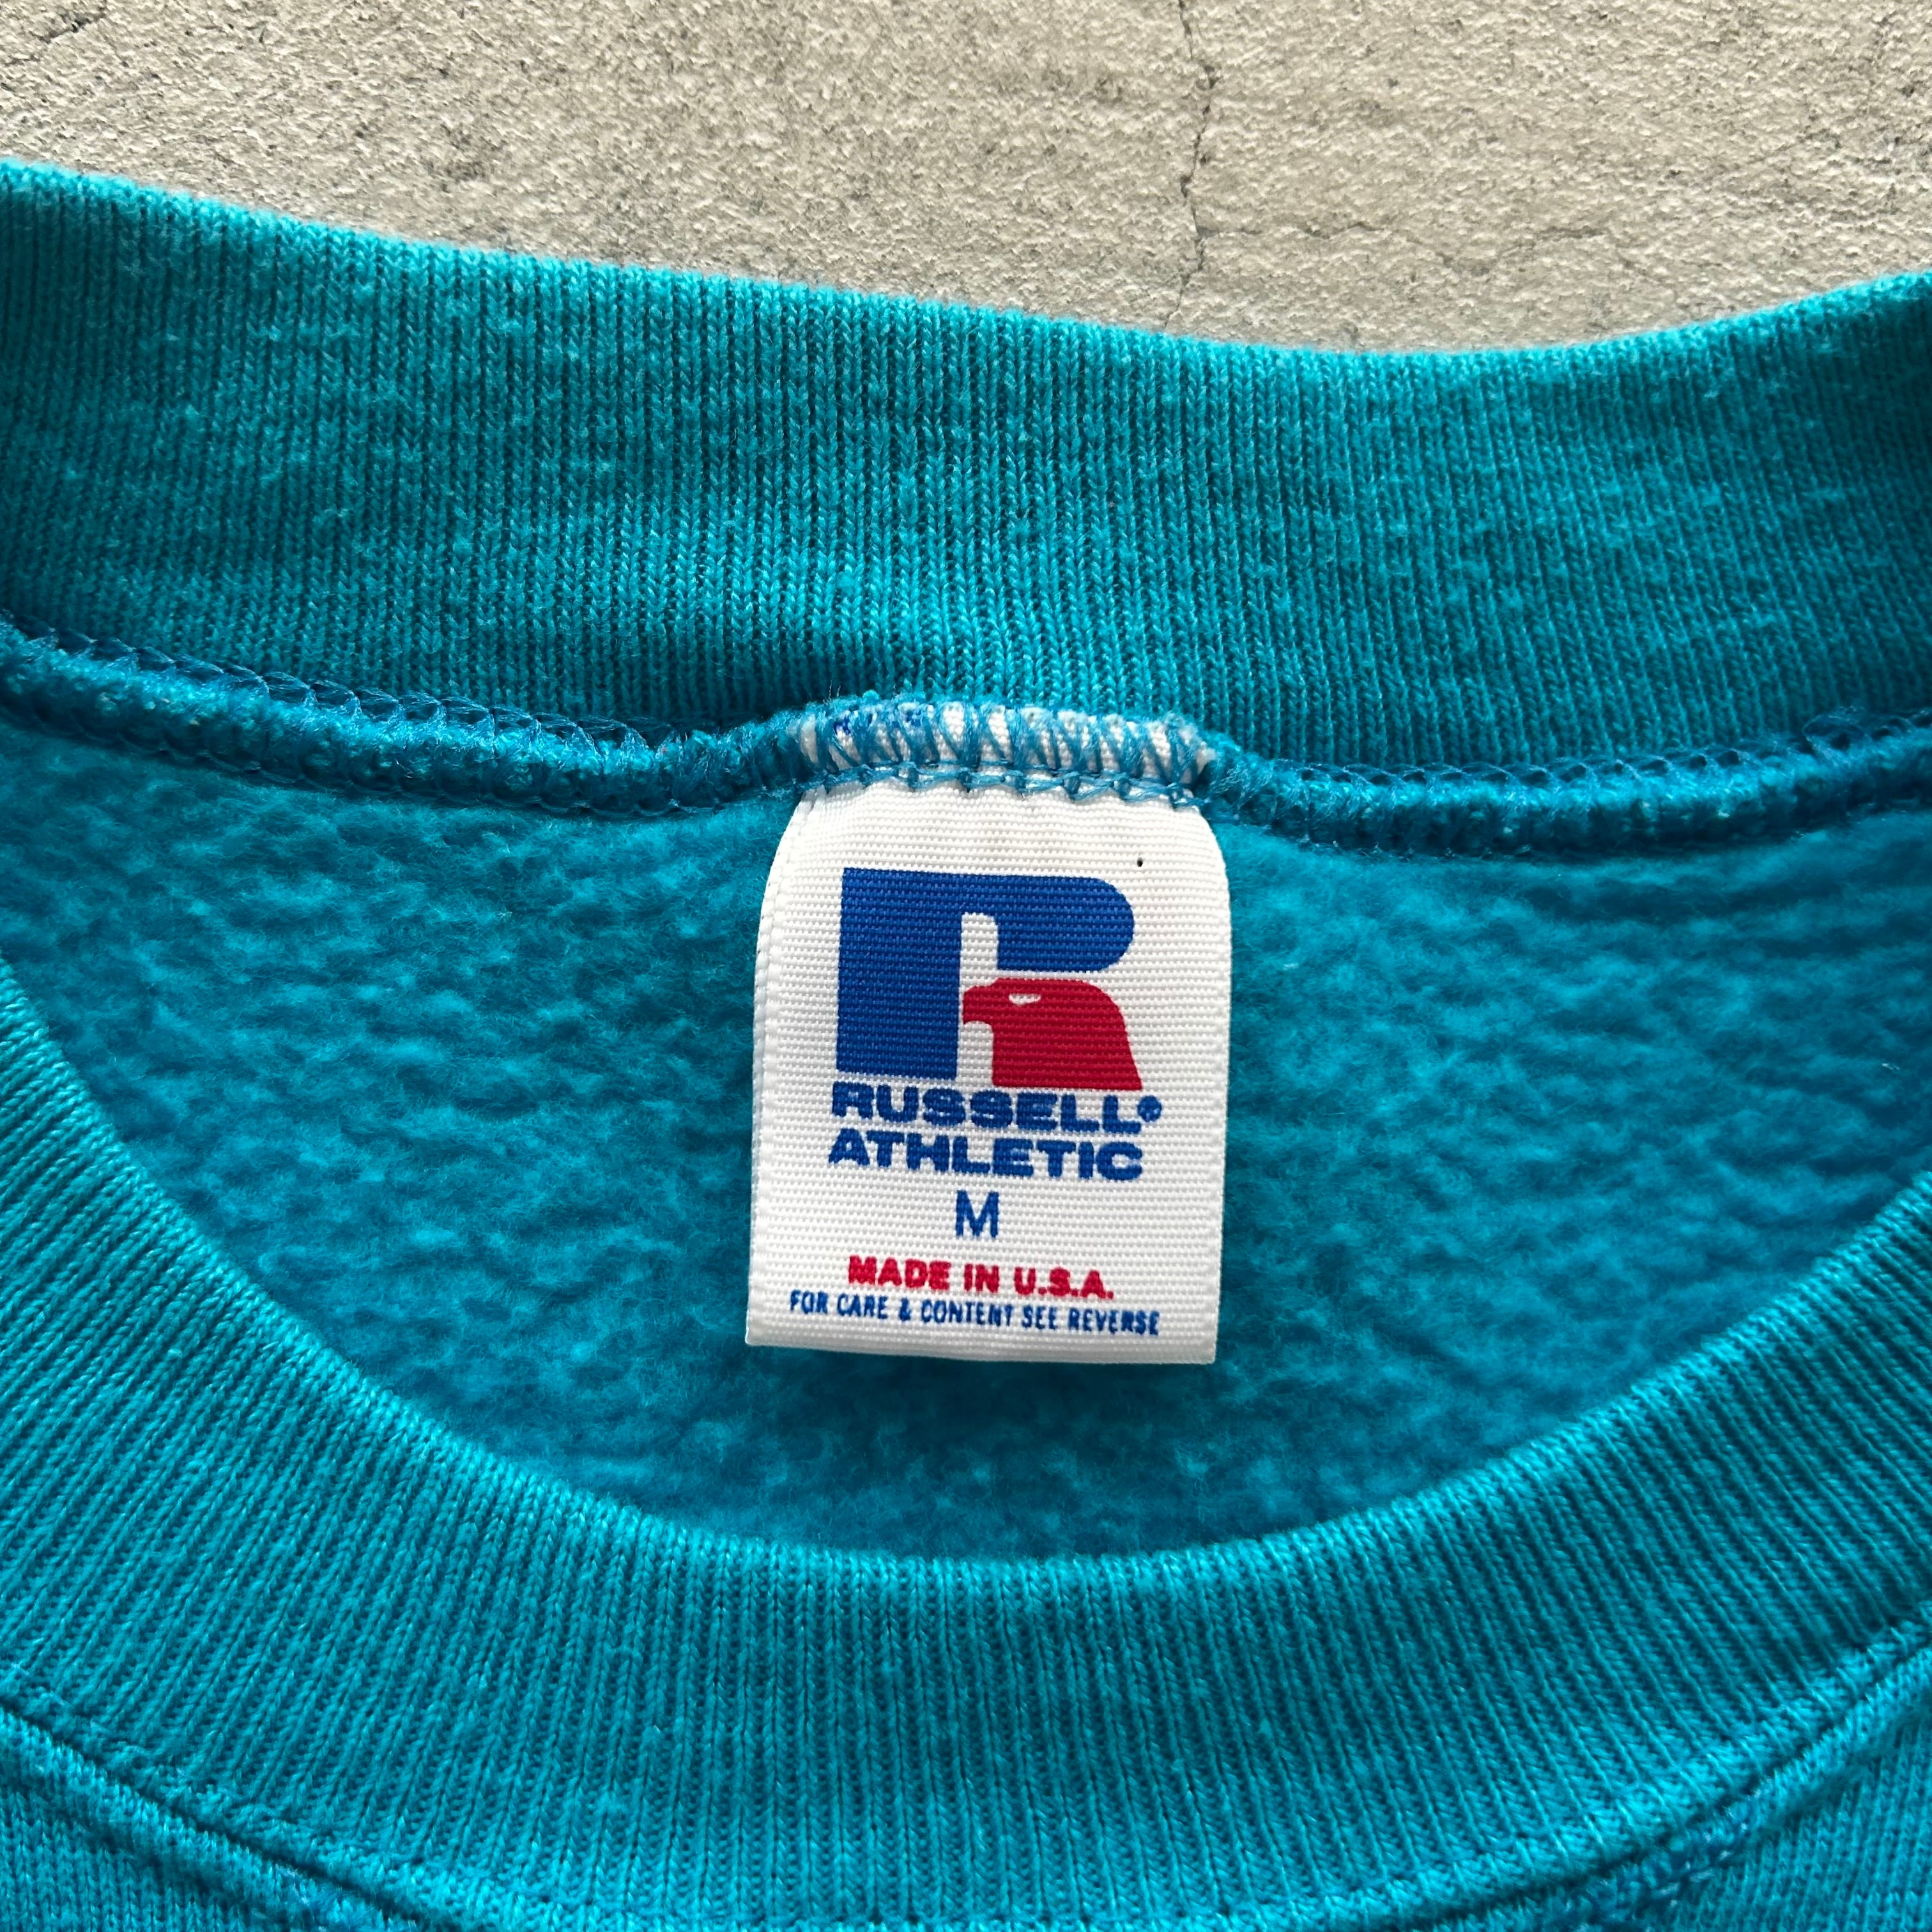 R
RUSSELL®
ATHLETIC
M
MADE IN U.S.A.
FOR CARE & CONTENT SEE REVERSE